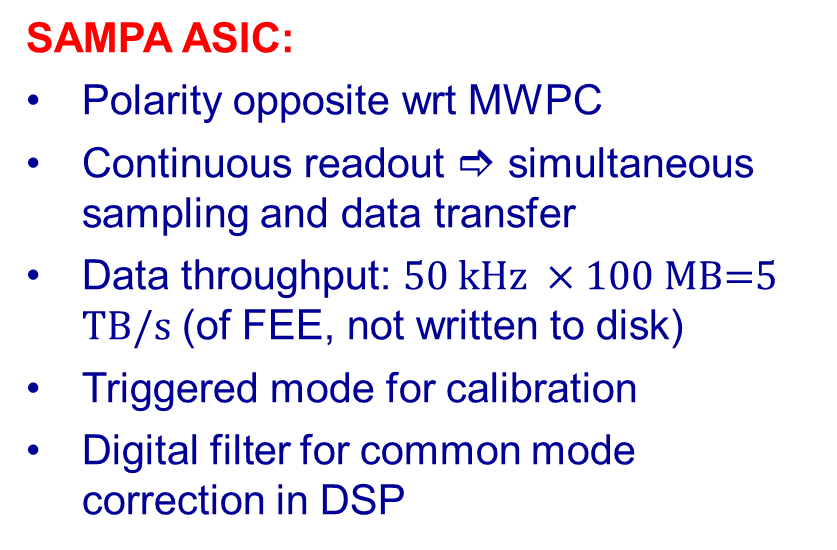 SAMPA ASIC:
• Polarity opposite wrt MWPC
• Continuous readout ⇨ simultaneous
sampling and data transfer
• Data throughput: 50 kHz × 100 MB=5
TB/s (of FEE, not written to disk)
• Triggered mode for calibration
• Digital filter for common mode
correction in DSP